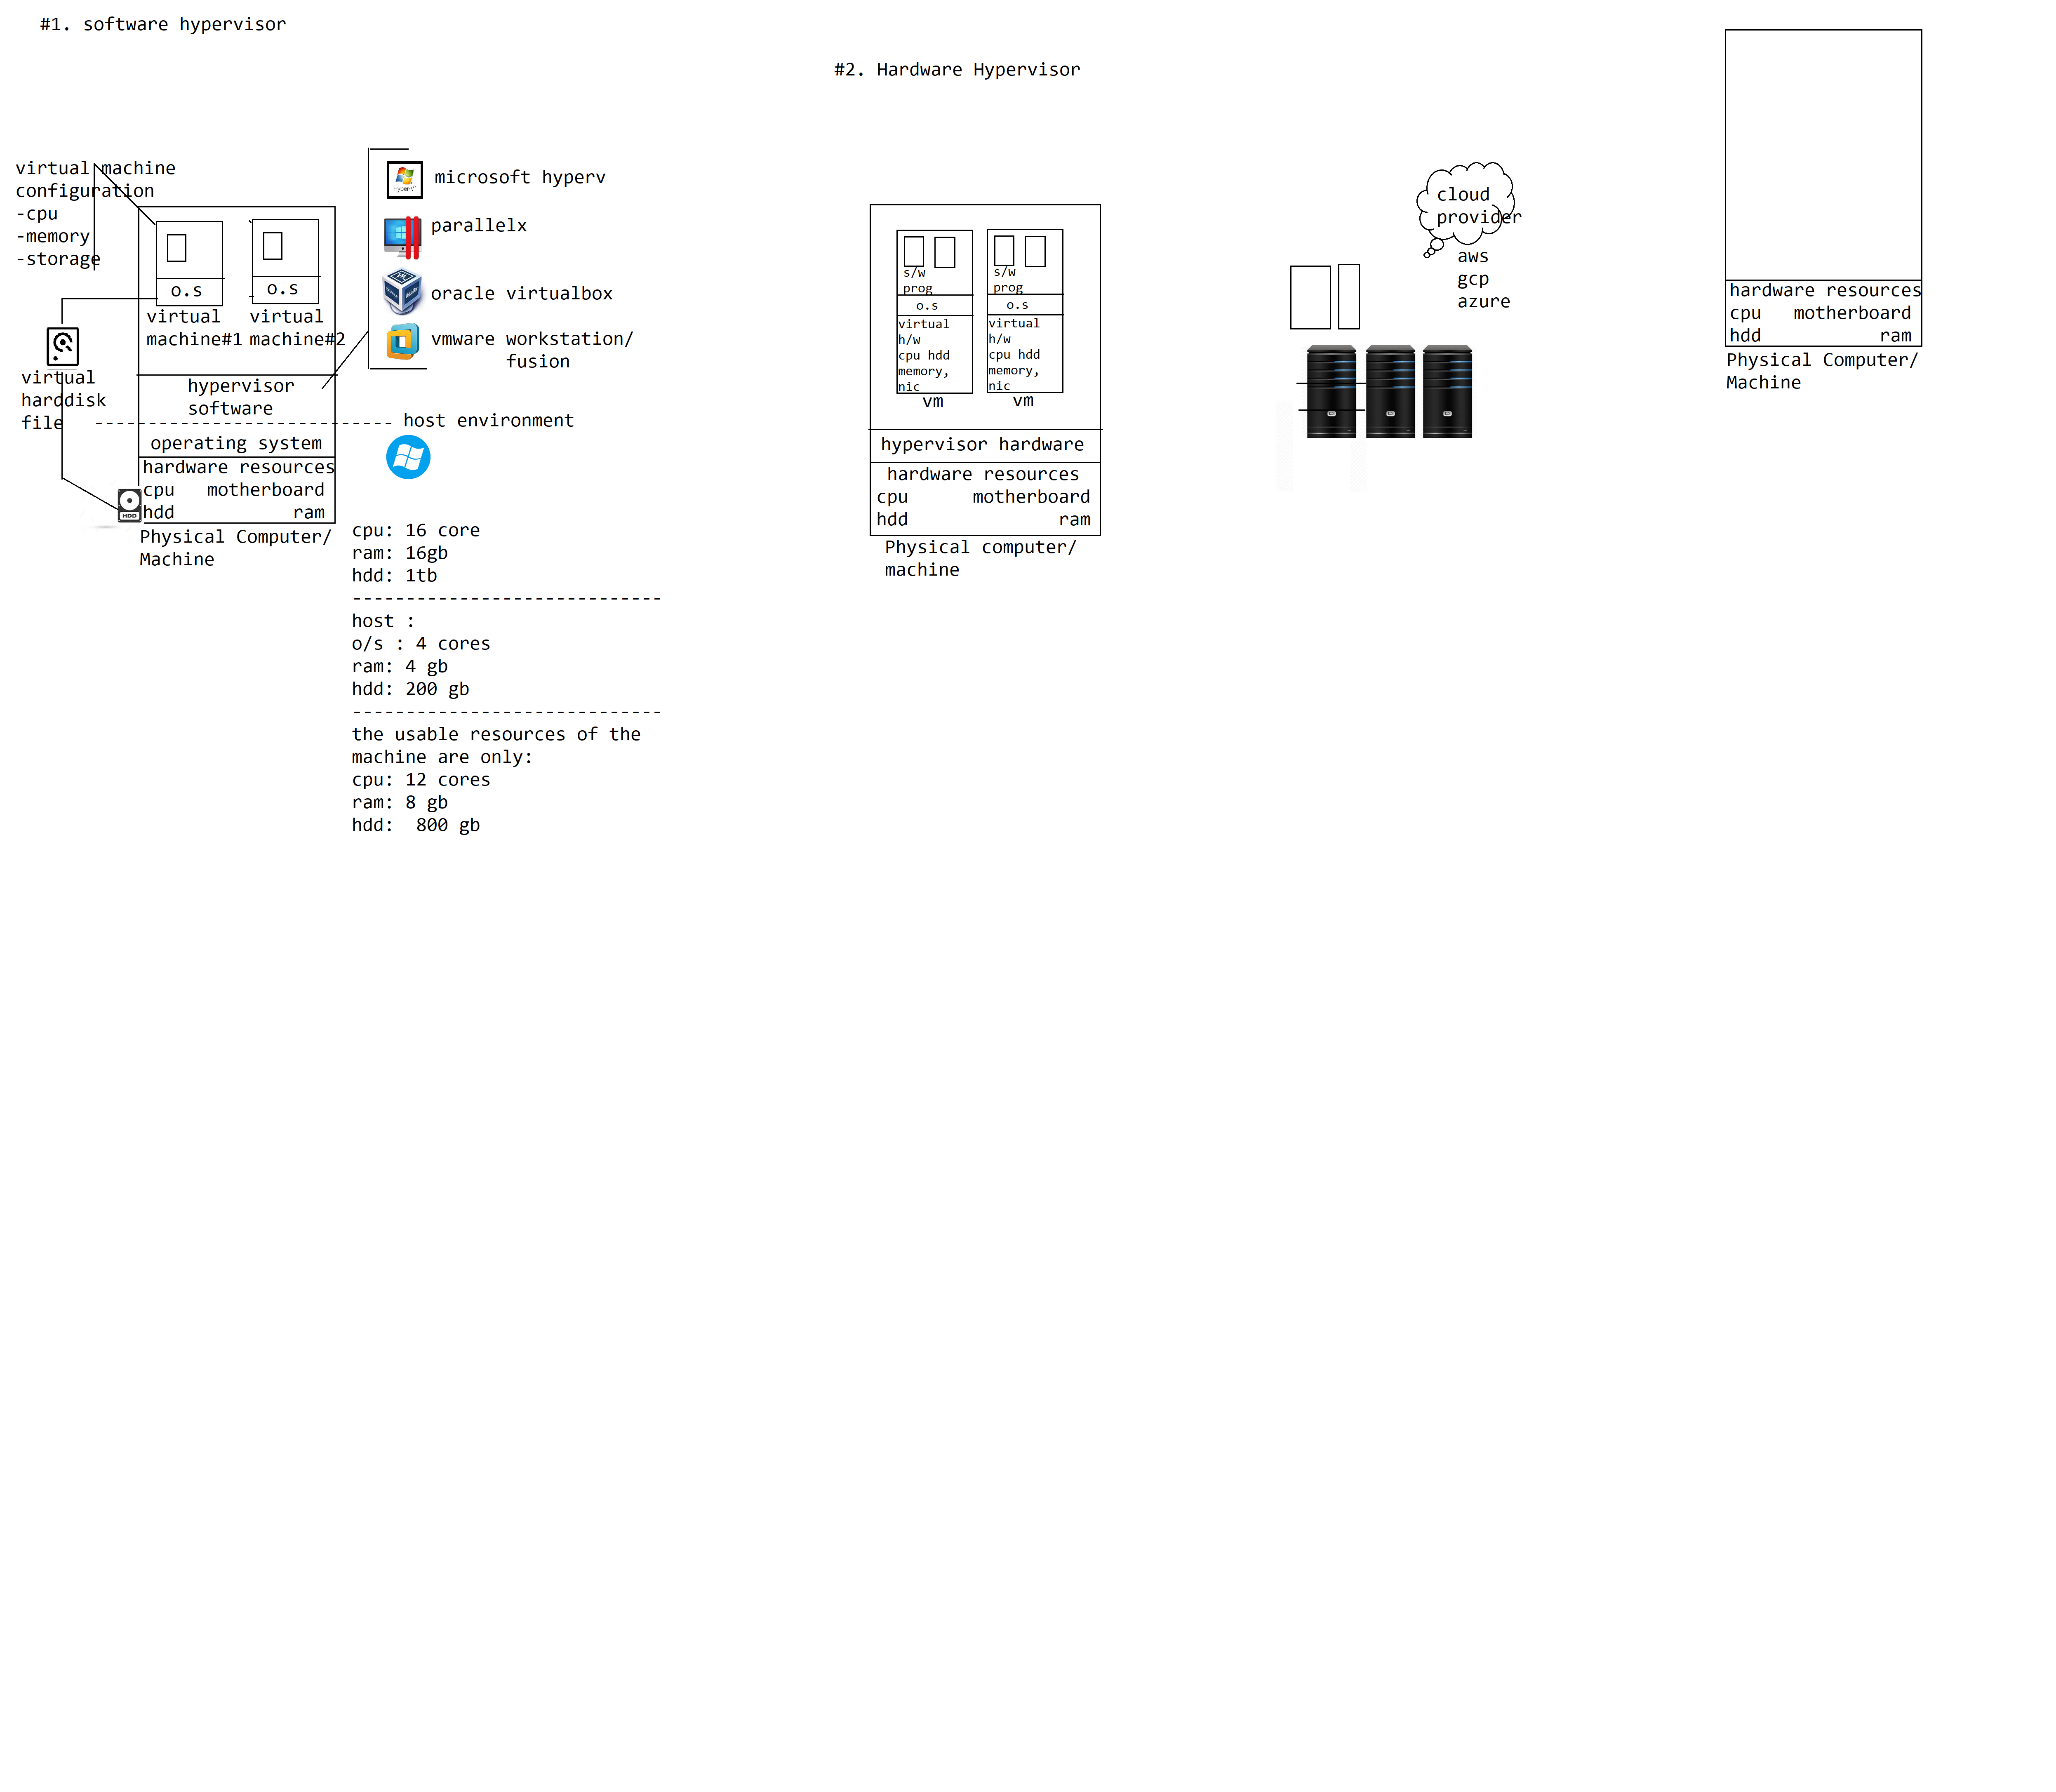 #1. software hypervisor
#2. Hardware Hypervisor
virtual machine
configuration
-cpu
-memory
-storage
o.s
o.s
virtual
machine#1
virtual
machine#2
virtual
harddisk
file
hypervisor
software
operating system
hardware resources
cpu motherboard
hdd ram
HDD
Physical Computer/
Machine
microsoft hyperv
parallelx
oracle virtualbox
vmware workstation/
fusion
---------------------------- host environment
cpu: 16 core
ram: 16gb
hdd: 1tb
-----------------------------
host :
o/s : 4 cores
ram: 4 gb
hdd: 200 gb
-----------------------------
the usable resources of the
machine are only:
cpu: 12 cores
ram: 8 gb
hdd: 800 gb
s/w
prog
o.s
virtual
h/w
cpu hdd
memory,
nic
vm
s/w
prog
o.s
virtual
h/w
cpu hdd
memory,
nic
vm
hypervisor hardware
hardware resources
cpu motherboard
hdd ram
Physical computer/
machine
cloud
provider
aws
gcp
azure
hardware resources
cpu motherboard
hdd ram
Physical Computer/
Machine